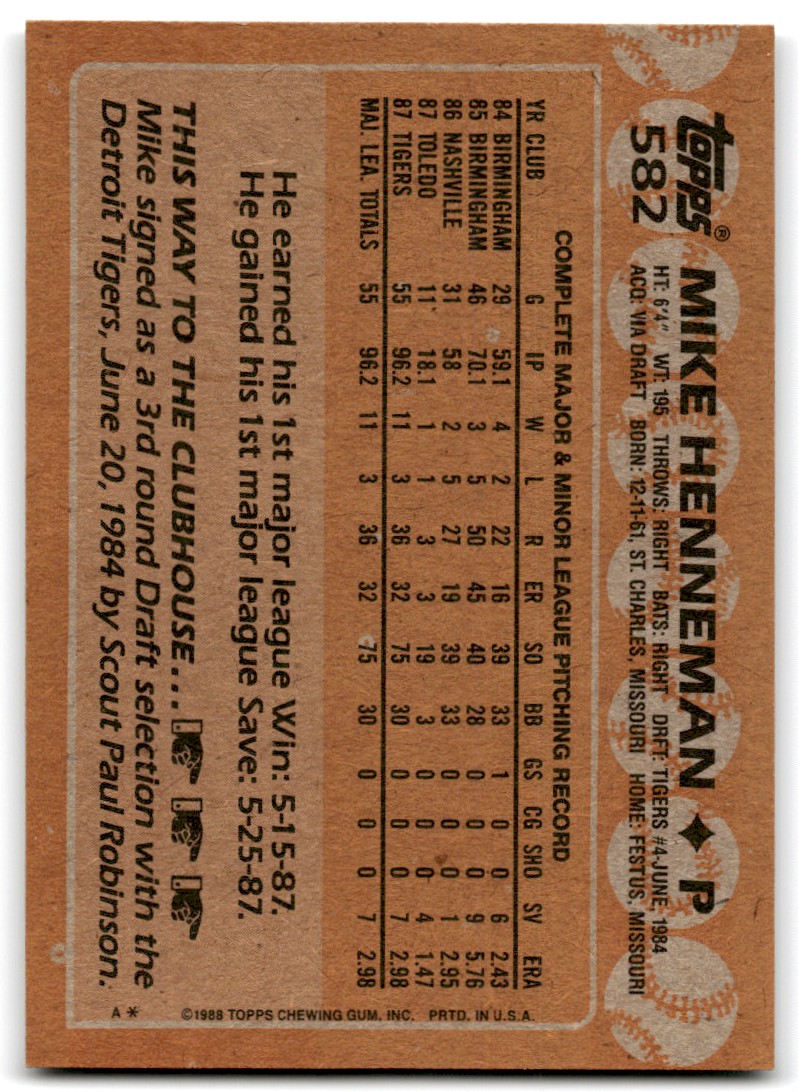 topps®
582
MIKE HENNEMAN ✦ P
HT: 6'4" WT: 195 THROWS: RIGHT BATS: RIGHT DRFT: TIGERS #4-JUNE, 1984
ACQ: VIA DRAFT BORN: 12-11-61, ST. CHARLES, MISSOURI HOME: FESTUS, MISSOURI
COMPLETE MAJOR & MINOR LEAGUE PITCHING RECORD
YR CLUB G IP W L R ER SO BB GS CG SHO SV ERA
84 BIRMINGHAM 29 59.1 4 2 22 16 39 33 1 0 0 6 2.43
85 BIRMINGHAM 46 70.1 3 5 50 45 40 28 0 0 0 9 5.76
86 NASHVILLE 31 58 2 5 27 19 39 33 0 0 0 1 2.95
87 TOLEDO 11 18.1 1 1 3 3 19 3 0 0 0 4 1.47
87 TIGERS 55 96.2 11 3 36 32 75 30 0 0 0 7 2.98
MAJ. LEA. TOTALS 55 96.2 11 3 36 32 75 30 0 0 0 7 2.98
He earned his 1st major league Win: 5-15-87.
He gained his 1st major league Save: 5-25-87.
THIS WAY TO THE CLUBHOUSE...
Mike signed as a 3rd round Draft selection with the
Detroit Tigers, June 20, 1984 by Scout Paul Robinson.
A* ©1988 TOPPS CHEWING GUM, INC. PRTD. IN U.S.A.